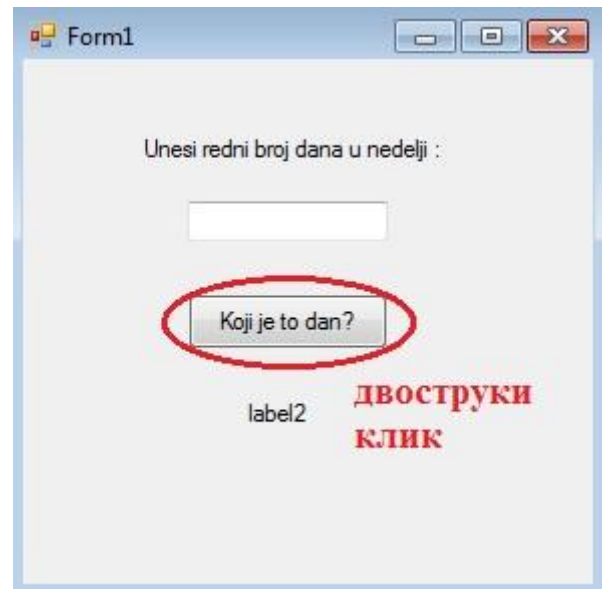 Form1
Unesi redni broj dana u nedelji :
Koji je to dan?
label2
двоструки
клик